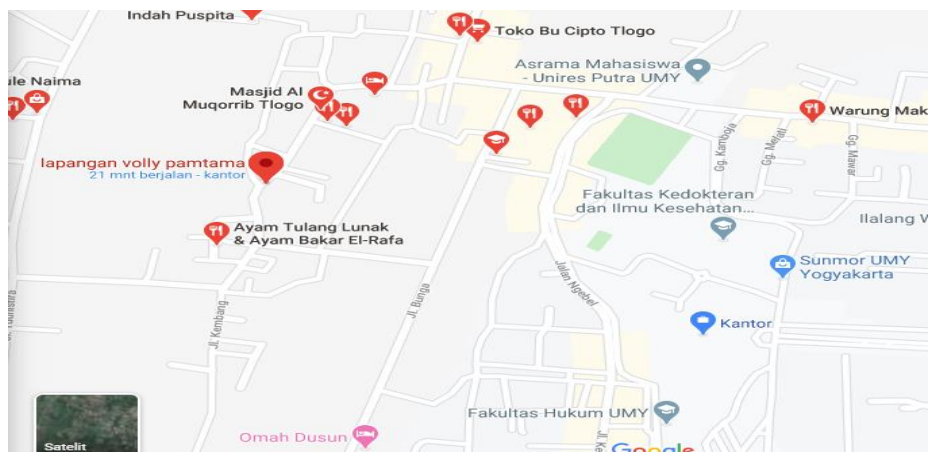 Indah Puspita
Toko Bu Cipto Tlogo
Asrama Mahasiswa
- Unires Putra UMY
ule Naima
Masjid Al
Muqorrib Tlogo
Warung Mak
Gg. Kamboja
Gg. Melati
Gg. Mawar
lapangan volly pamtama
21 mnt berjalan - kantor
Fakultas Kedokteran
dan Ilmu Kesehatan...
Ilalang W
Ayam Tulang Lunak
& Ayam Bakar El-Rafa
Sunmor UMY
Yogyakarta
Jalan Ngebel
Jl. Bunga
Jl. Kembang
Kantor
Fakultas Hukum UMY
Omah Dusun
Jl. Ke
Google
Satelit